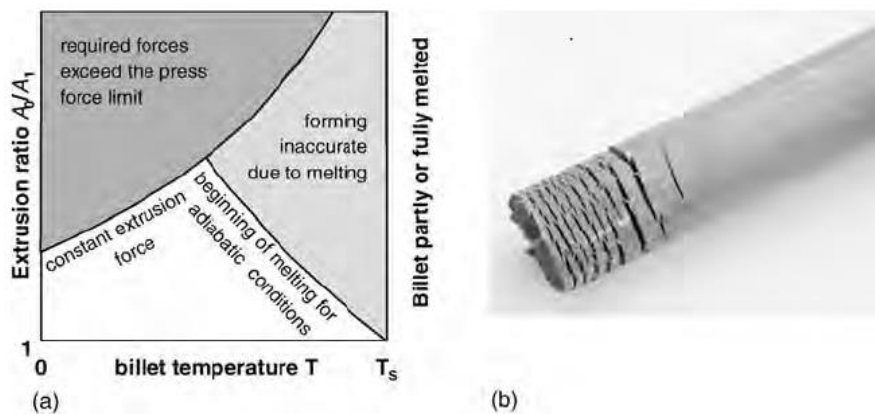 required forces
exceed the press
force limit
forming
inaccurate
due to melting
constant extrusion
force
beginning of melting for
adiabatic conditions
Extrusion ratio A₀/A₁
1
0
billet temperature T
Tₛ
Billet partly or fully melted
(a)
(b)